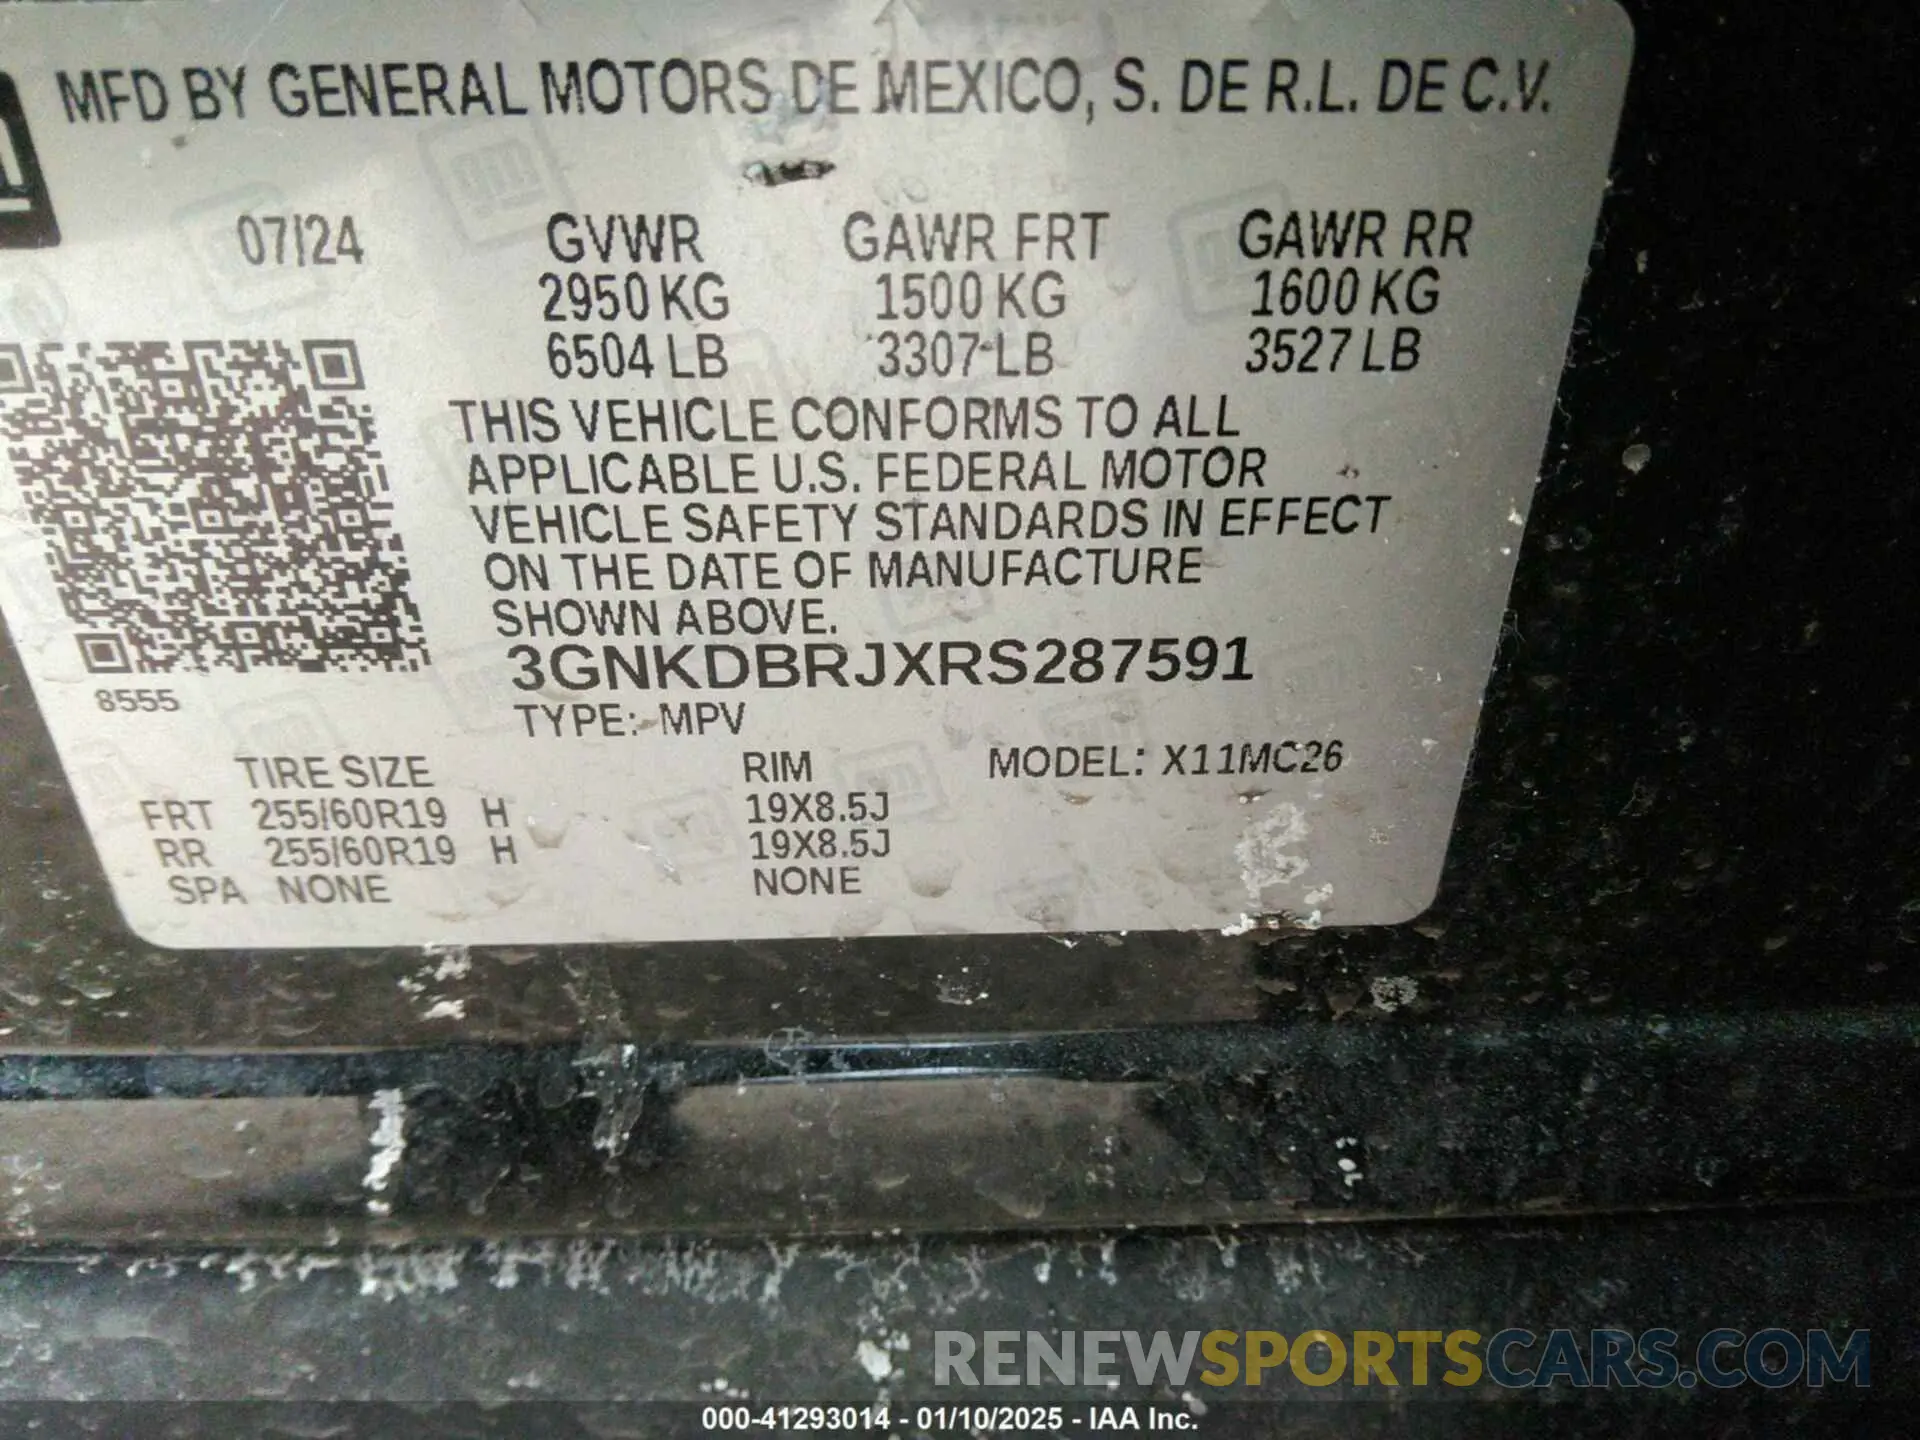 MFD BY GENERAL MOTORS DE MEXICO, S. DE R.L. DE C.V.
07/24 GVWR GAWR FRT GAWR RR
2950 KG 1500 KG 1600 KG
6504 LB 3307 LB 3527 LB
THIS VEHICLE CONFORMS TO ALL
APPLICABLE U.S. FEDERAL MOTOR
VEHICLE SAFETY STANDARDS IN EFFECT
ON THE DATE OF MANUFACTURE
SHOWN ABOVE.
3GNKDBRJXRS287591
8555
TYPE: MPV
TIRE SIZE RIM MODEL: X11MC26
FRT 255/60R19 H 19X8.5J
RR 255/60R19 H 19X8.5J
SPA NONE NONE
RENEWSPORTSCARS.COM
000-41293014 - 01/10/2025 - IAA Inc.